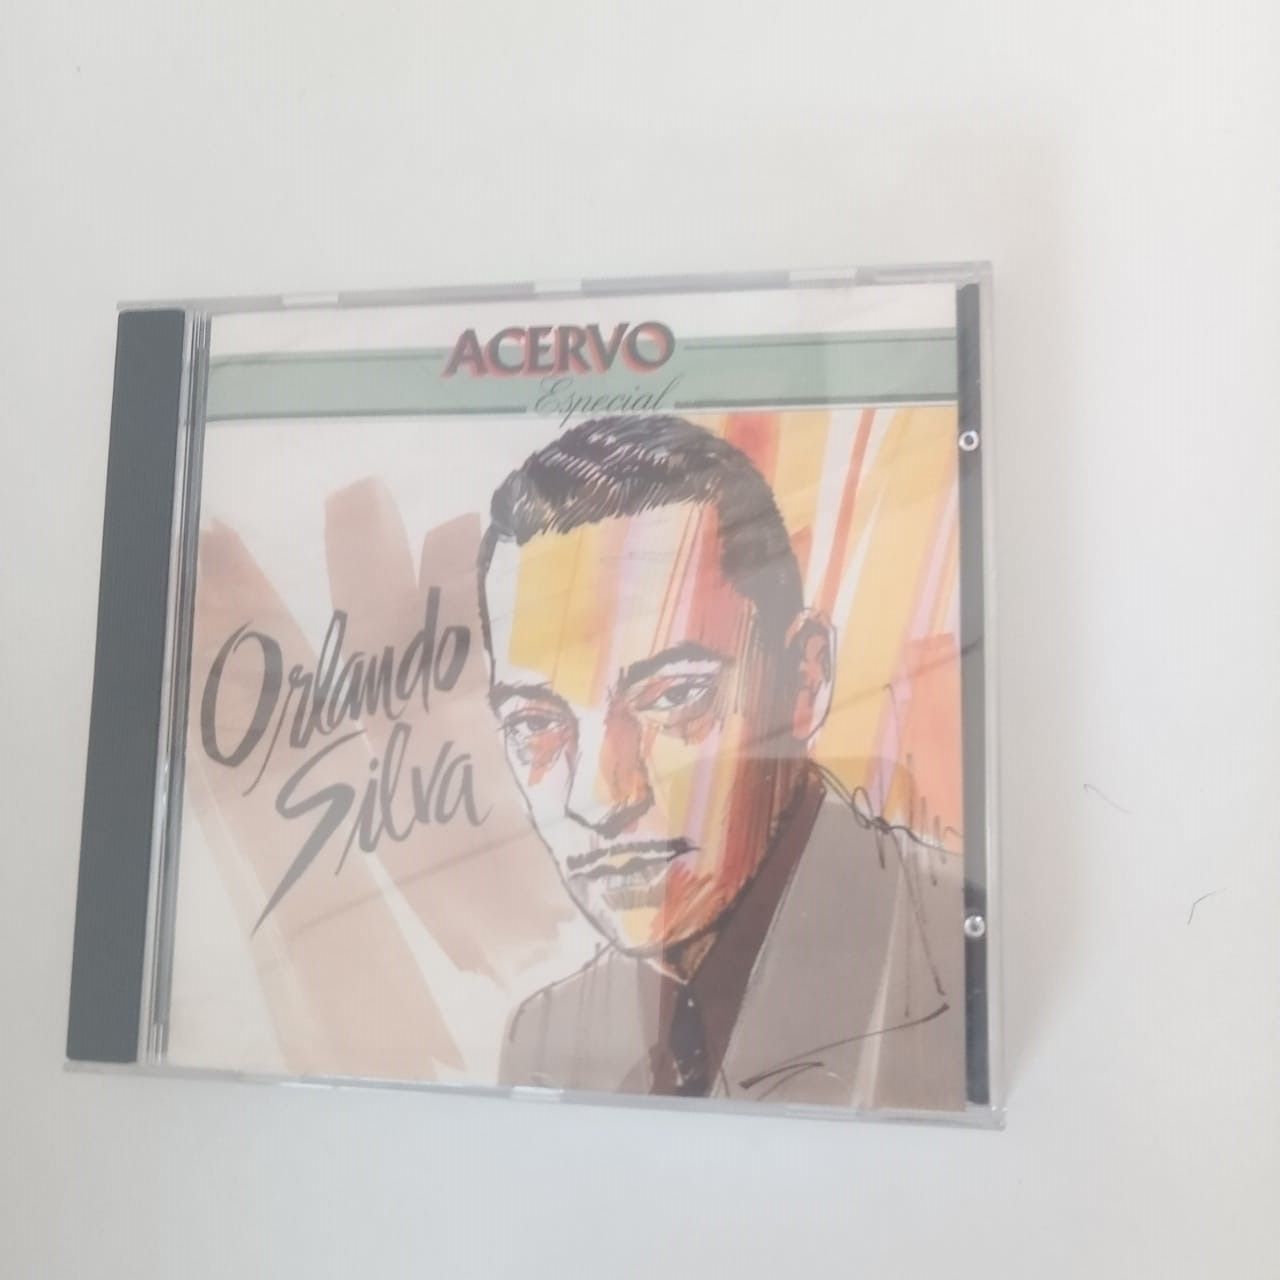 ACERVO
Especial
Orlando
Silva